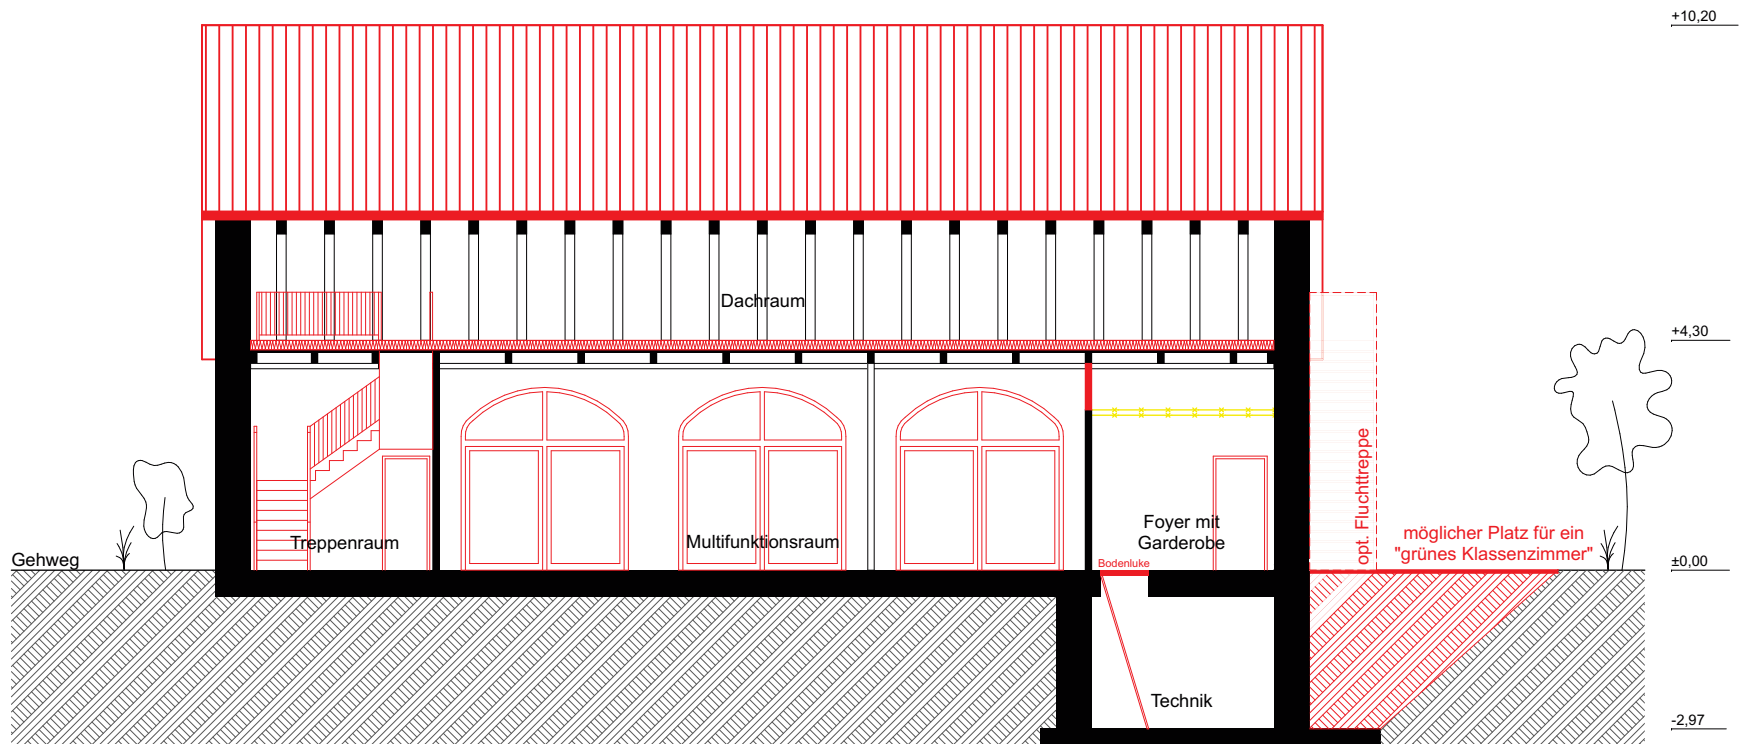 +10,20
Dachraum
+4,30
opt. Fluchttreppe
Foyer mit
Garderobe
möglicher Platz für ein
"grünes Klassenzimmer"
Treppenraum
Multifunktionsraum
Gehweg
Bodenluke
±0,00
Technik
-2,97